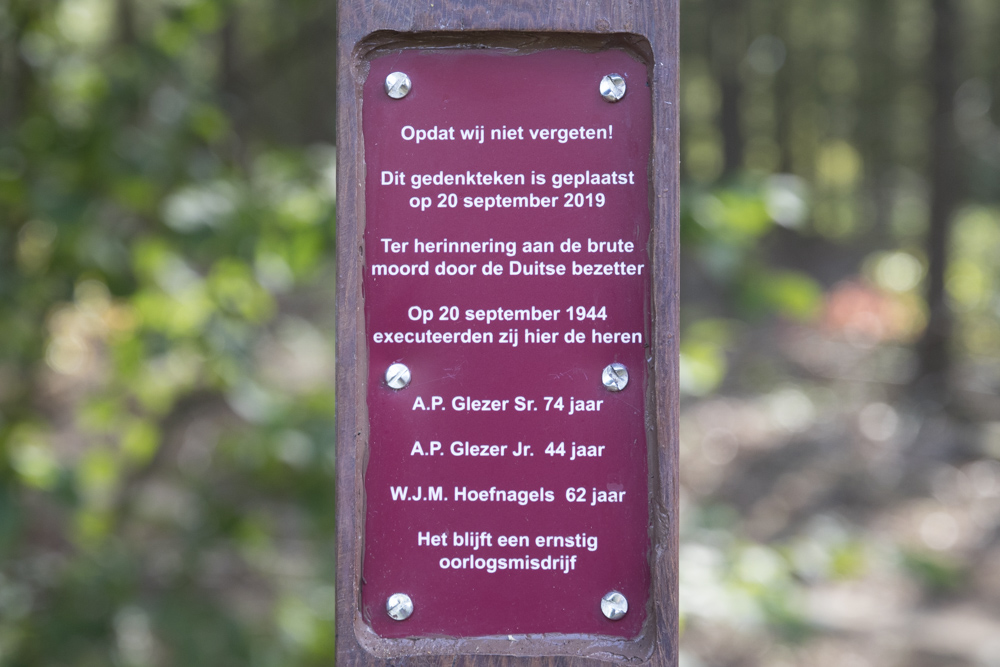 Opdat wij niet vergeten!
Dit gedenkteken is geplaatst
op 20 september 2019
Ter herinnering aan de brute
moord door de Duitse bezetter
Op 20 september 1944
executeerden zij hier de heren
A.P. Glezer Sr. 74 jaar
A.P. Glezer Jr. 44 jaar
W.J.M. Hoefnagels 62 jaar
Het blijft een ernstig
oorlogsmisdrijf